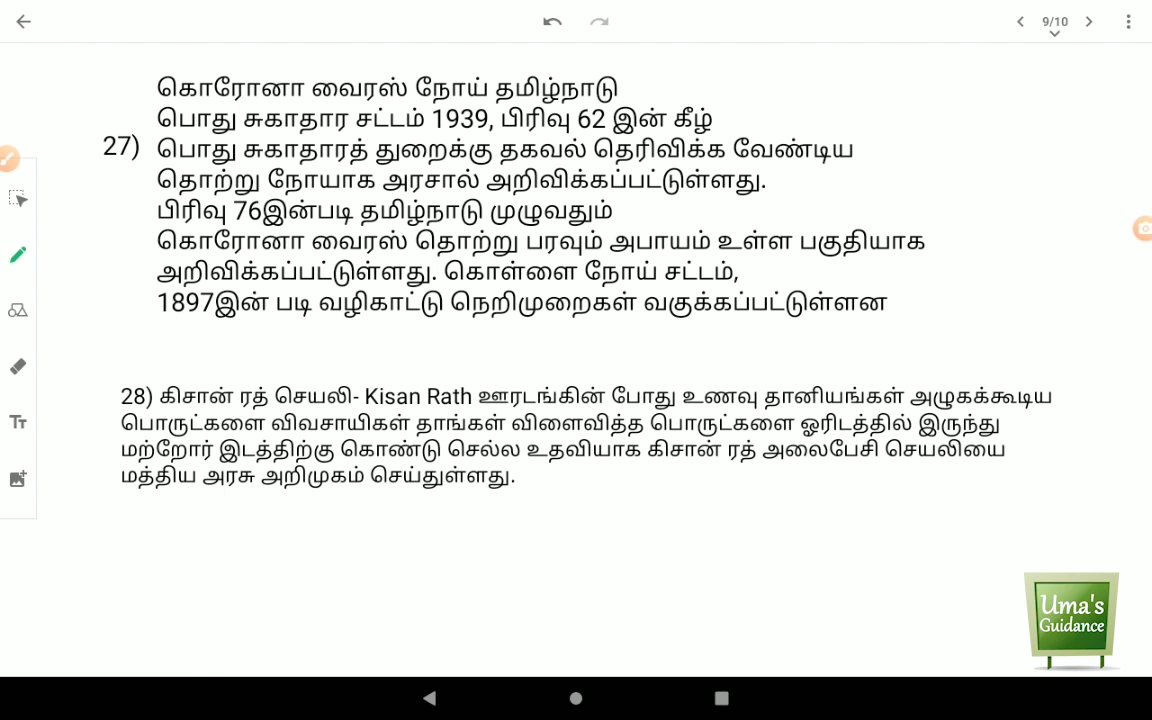 9/10
கொரோனா வைரஸ் நோய் தமிழ்நாடு
பொது சுகாதார சட்டம் 1939, பிரிவு 62 இன் கீழ்
27) பொது சுகாதாரத் துறைக்கு தகவல் தெரிவிக்க வேண்டிய
தொற்று நோயாக அரசால் அறிவிக்கப்பட்டுள்ளது.
பிரிவு 76இன்படி தமிழ்நாடு முழுவதும்
கொரோனா வைரஸ் தொற்று பரவும் அபாயம் உள்ள பகுதியாக
அறிவிக்கப்பட்டுள்ளது. கொள்ளை நோய் சட்டம்,
1897இன் படி வழிகாட்டு நெறிமுறைகள் வகுக்கப்பட்டுள்ளன
28) கிசான் ரத் செயலி- Kisan Rath ஊரடங்கின் போது உணவு தானியங்கள் அழுகக்கூடிய
பொருட்களை விவசாயிகள் தாங்கள் விளைவித்த பொருட்களை ஓரிடத்தில் இருந்து
மற்றோர் இடத்திற்கு கொண்டு செல்ல உதவியாக கிசான் ரத் அலைபேசி செயலியை
மத்திய அரசு அறிமுகம் செய்துள்ளது.
Tт
Uma's
Guidance